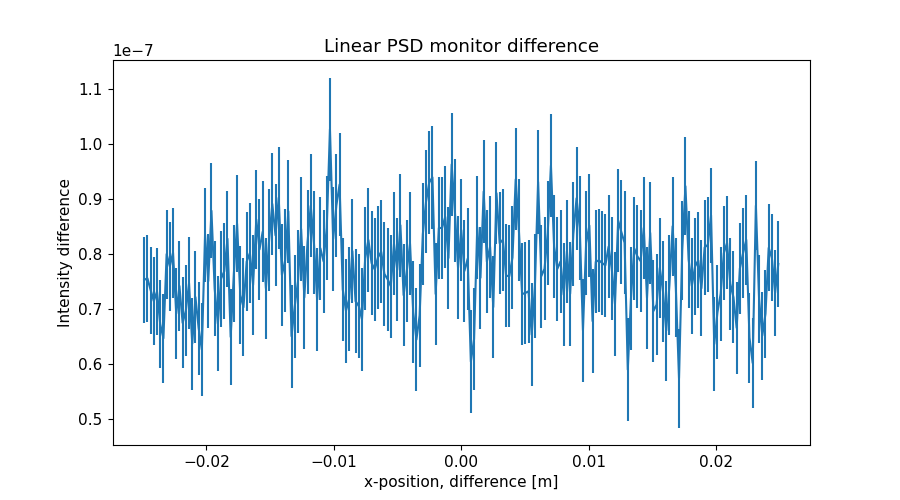 Linear PSD monitor difference
1e−7
1.1
1.0
0.9
0.8
0.7
0.6
0.5
Intensity difference
−0.02 −0.01 0.00 0.01 0.02
x-position, difference [m]